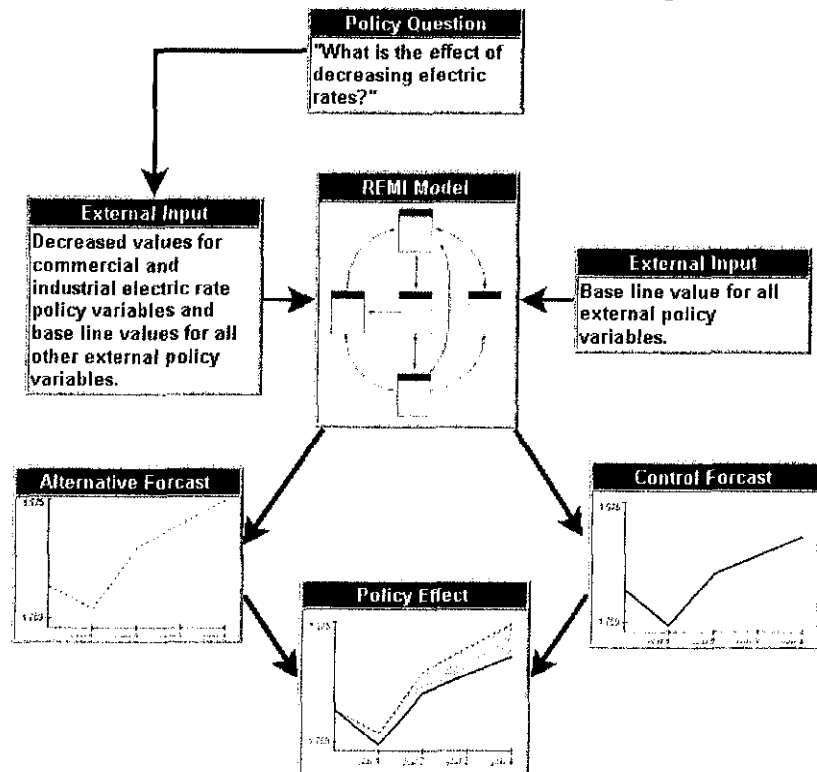 Policy Question
"What is the effect of
decreasing electric
rates?"
REMI Model
External Input
Decreased values for
commercial and
industrial electric rate
policy variables and
base line values for all
other external policy
variables.
External Input
Base line value for all
external policy
variables.
Alternative Forcast
Control Forcast
Policy Effect